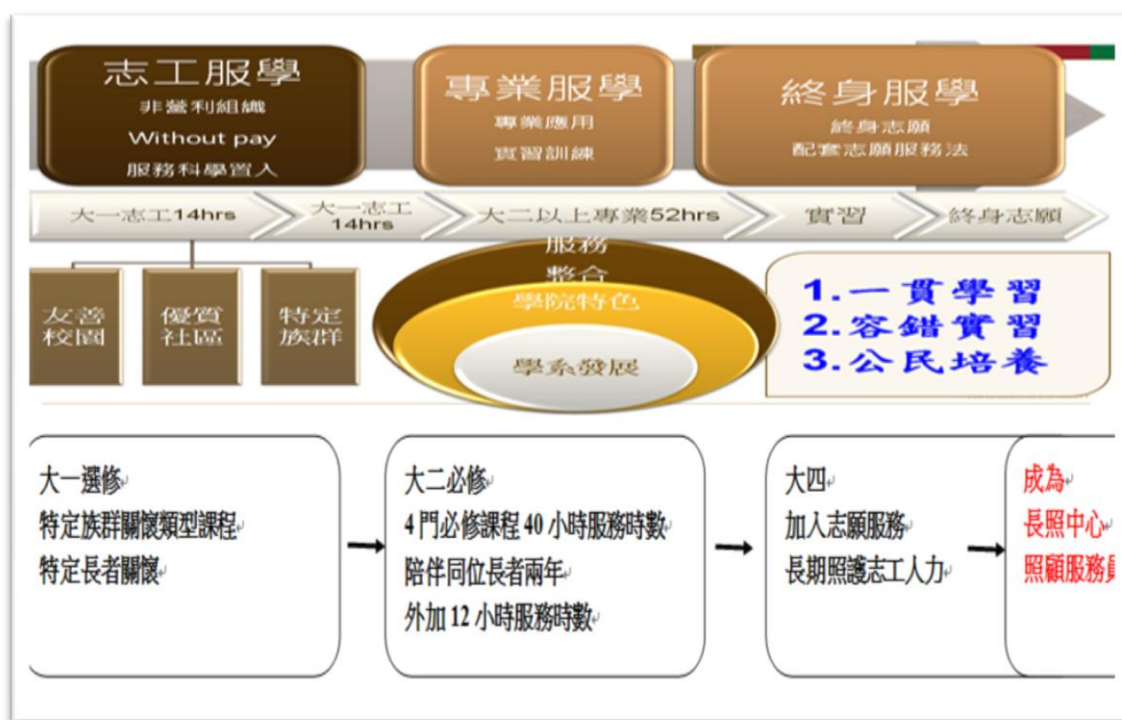 志工服學
非營利組織
Without pay
服務科學置入
專業服學
專業應用
實習訓練
終身服學
終身志願
配套志願服務法
大一志工14hrs
大一志工
14hrs
大二以上專業52hrs
實習
終身志願
友善
校園
優質
社區
特定
族群
服務
整合
學院特色
學系發展
1.一貫學習
2.容錯實習
3.公民培養
大一選修
特定族群關懷類型課程
特定長者關懷
大二必修
4門必修課程 40 小時服務時數
陪伴同位長者兩年
外加 12 小時服務時數
大四
加入志願服務
長期照護志工人力
成為
長照中心
照顧服務員